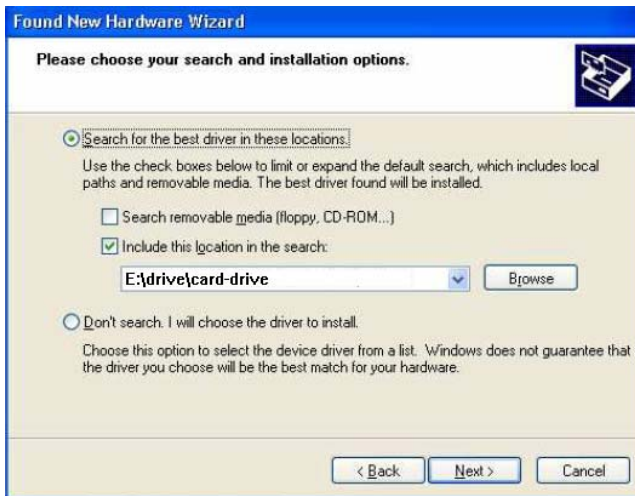 Found New Hardware Wizard
Please choose your search and installation options.
Search for the best driver in these locations.
Use the check boxes below to limit or expand the default search, which includes local
paths and removable media. The best driver found will be installed.
Search removable media (floppy, CD-ROM...)
Include this location in the search:
E:\drive\card-drive
Browse
Don't search. I will choose the driver to install.
Choose this option to select the device driver from a list. Windows does not guarantee that
the driver you choose will be the best match for your hardware.
< Back
Next >
Cancel